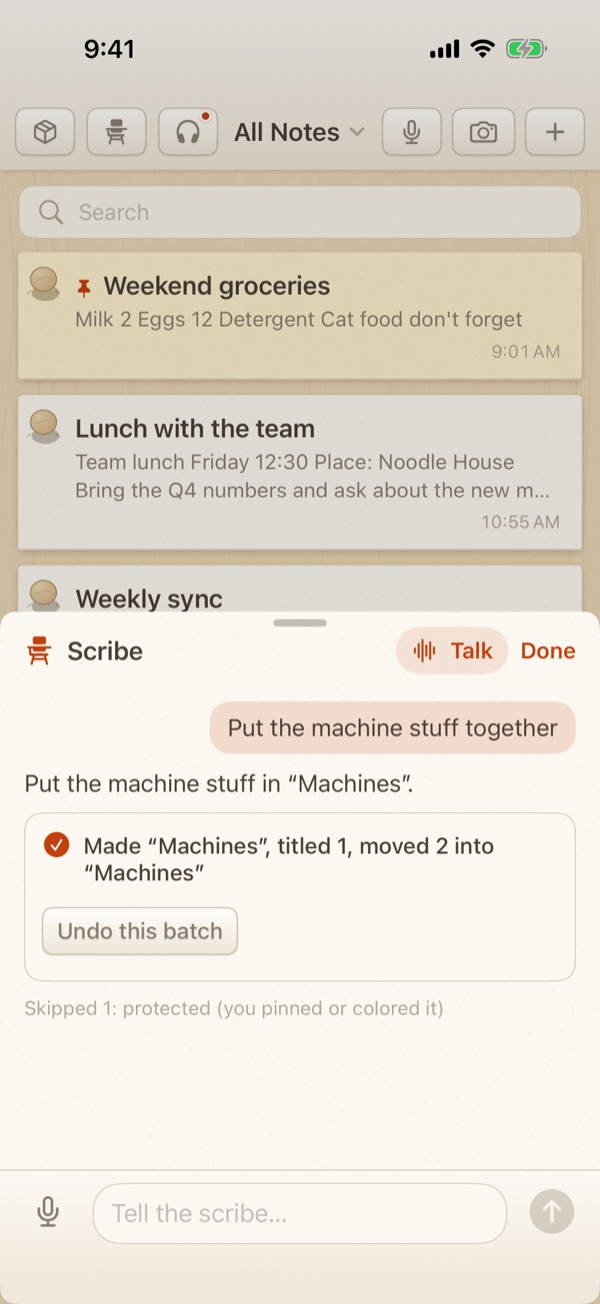 9:41
All Notes
Search
Weekend groceries
Milk 2 Eggs 12 Detergent Cat food don't forget
9:01 AM
Lunch with the team
Team lunch Friday 12:30 Place: Noodle House
Bring the Q4 numbers and ask about the new m...
10:55 AM
Weekly sync
Scribe
Talk
Done
Put the machine stuff together
Put the machine stuff in “Machines”.
Made “Machines”, titled 1, moved 2 into
“Machines”
Undo this batch
Skipped 1: protected (you pinned or colored it)
Tell the scribe...